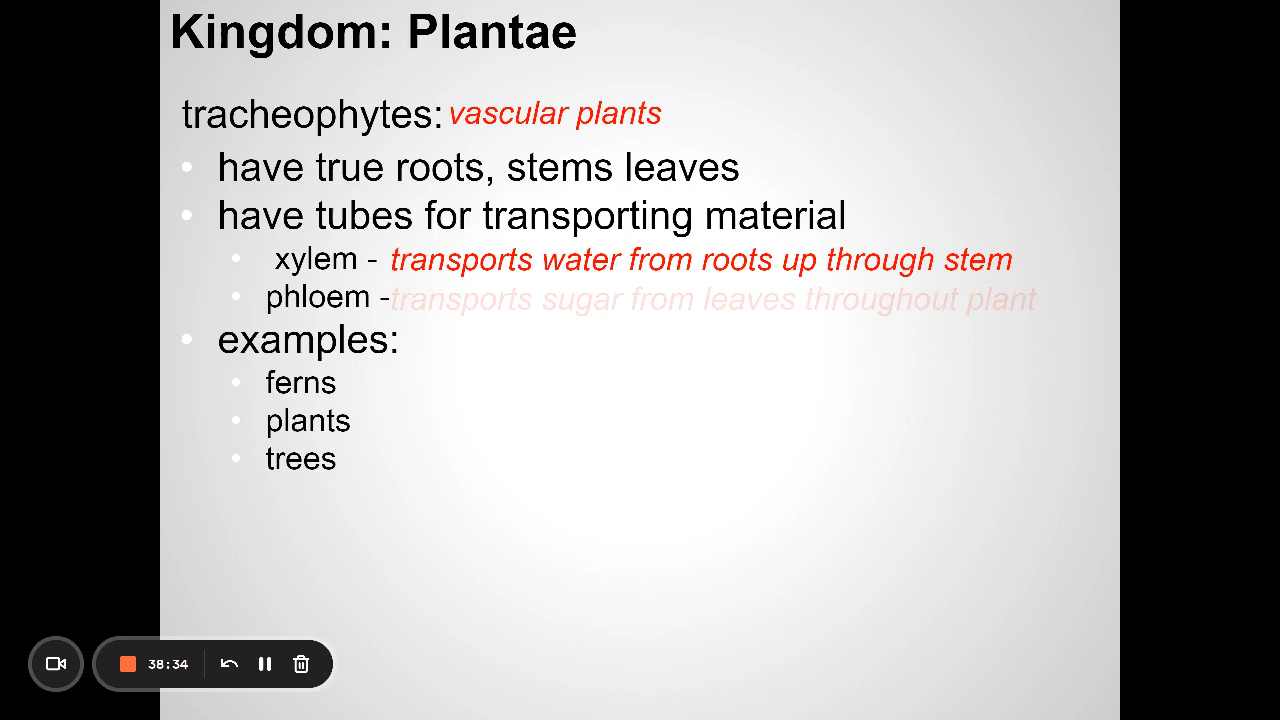 Kingdom: Plantae
tracheophytes: vascular plants
have true roots, stems leaves
have tubes for transporting material
xylem - transports water from roots up through stem
phloem -transports sugar from leaves throughout plant
examples:
ferns
plants
trees
38:34